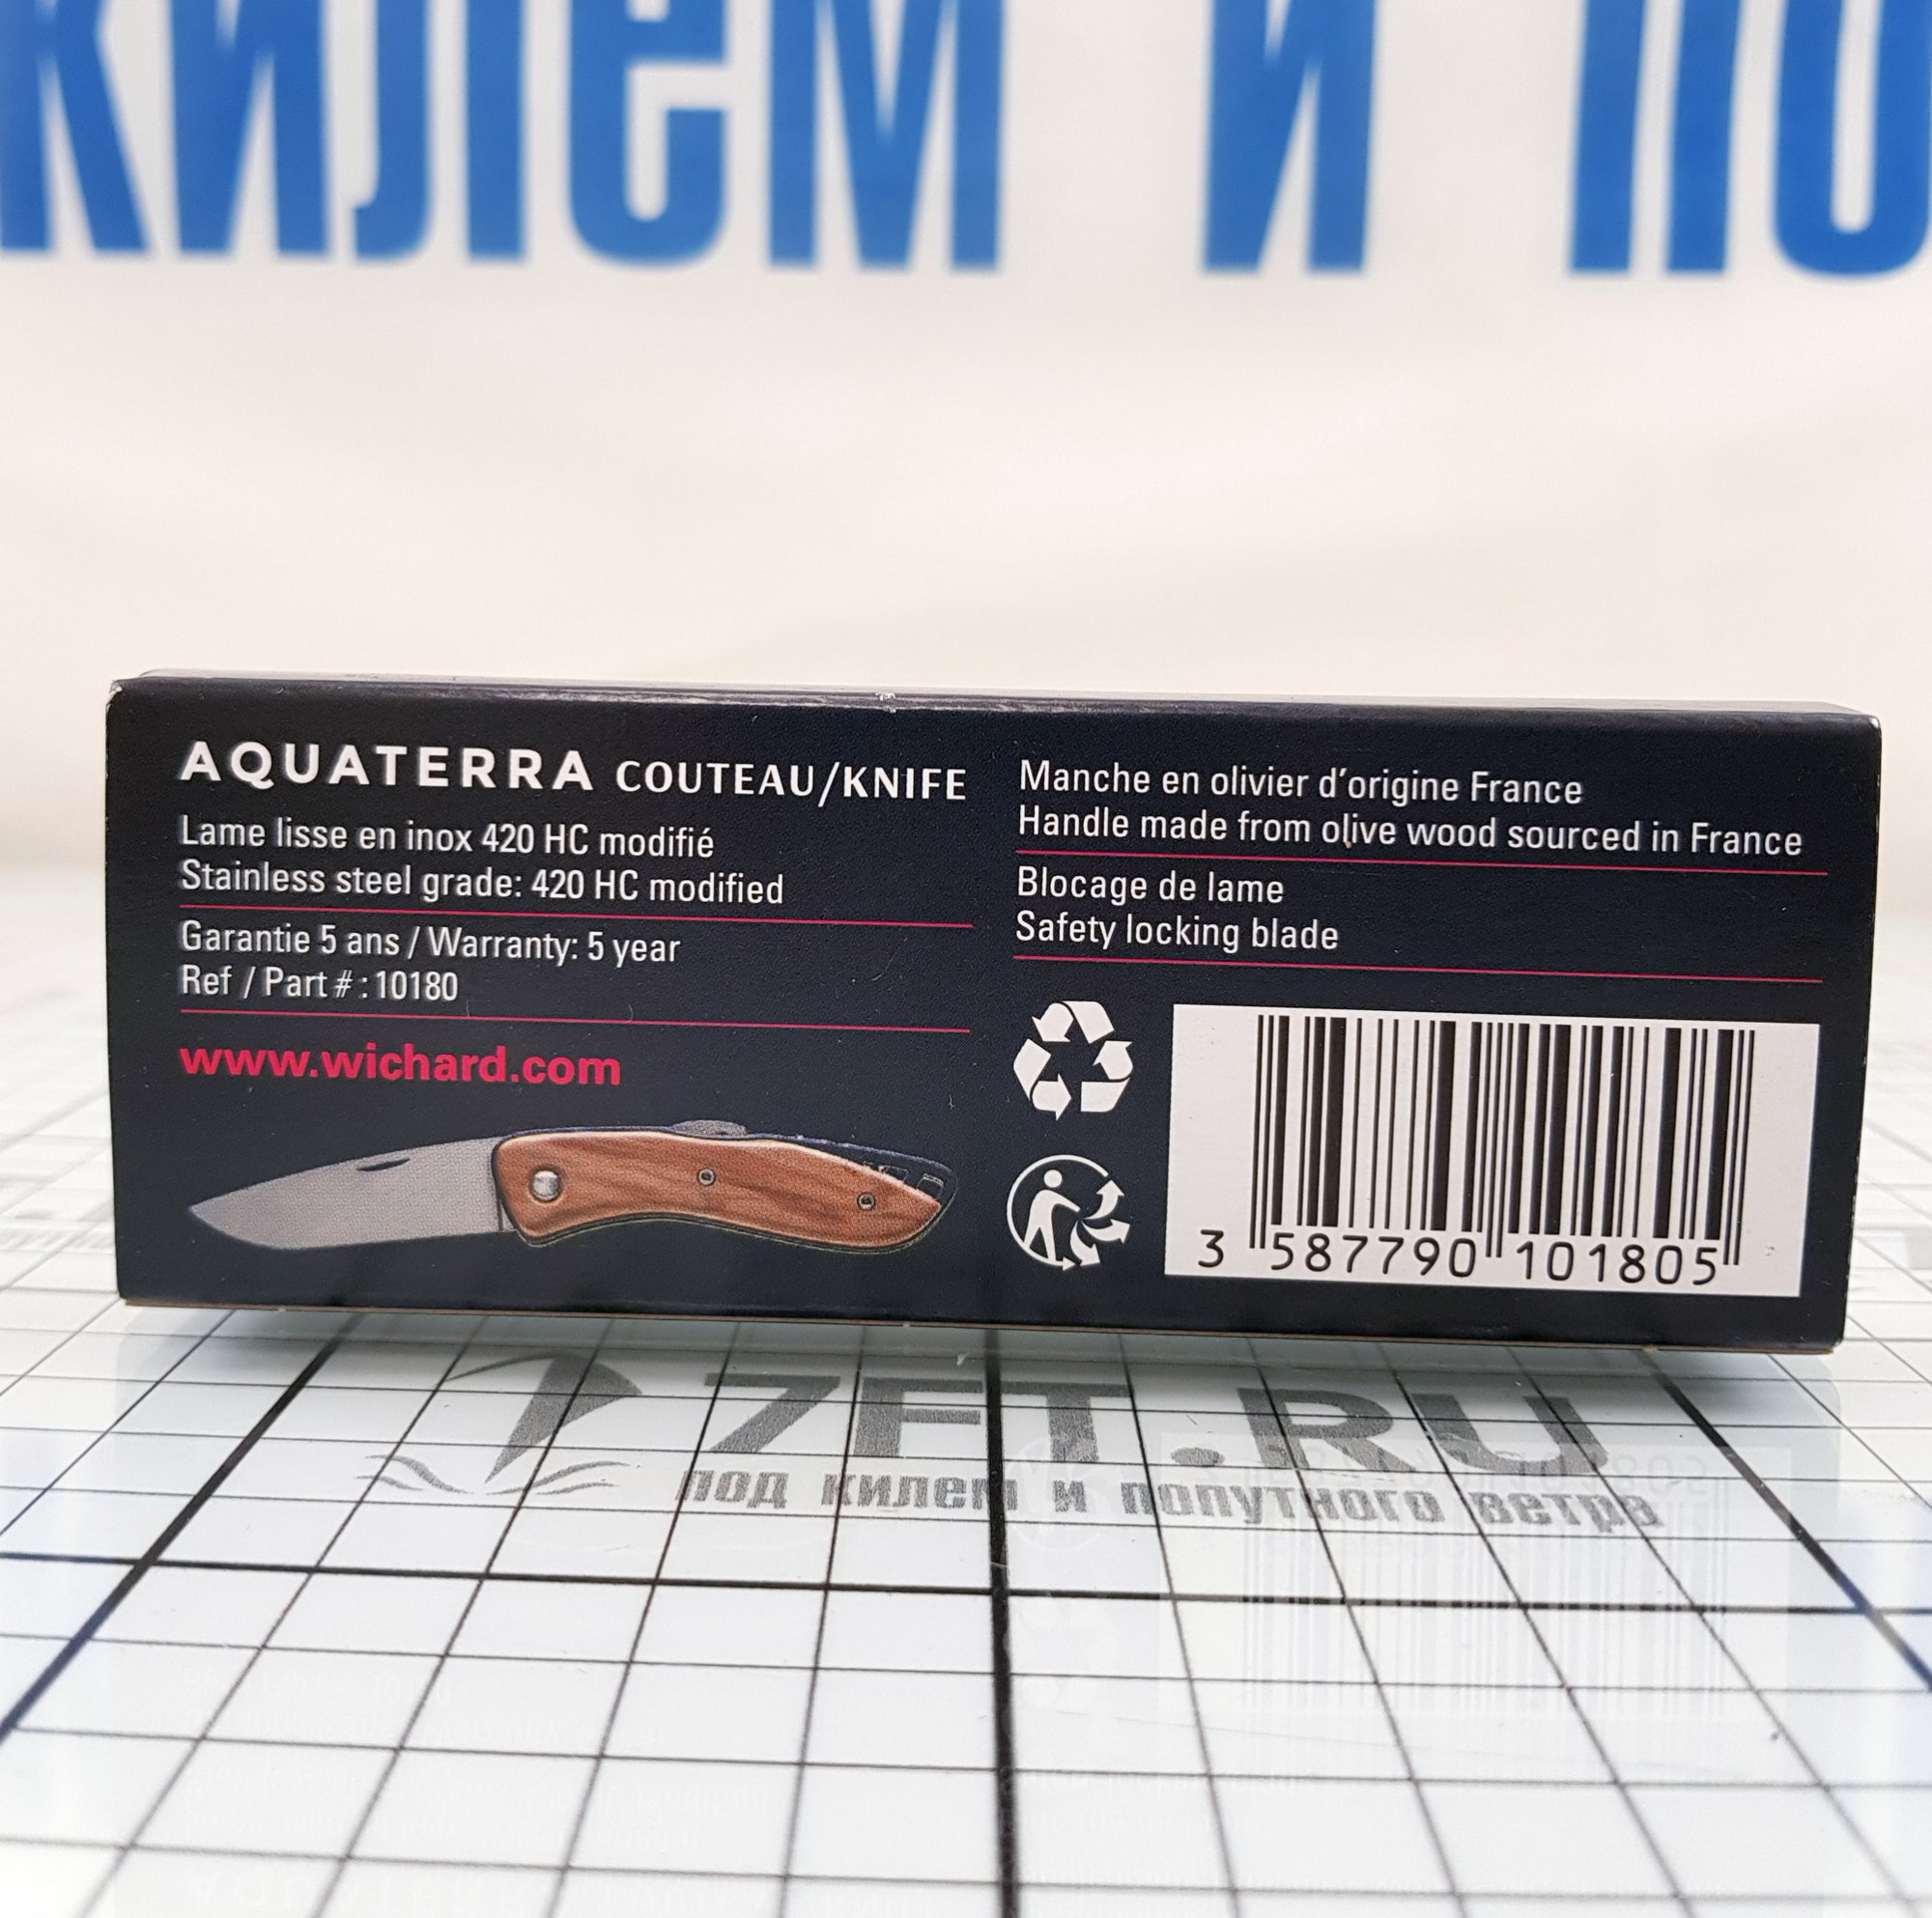 килем и по
AQUATERRA COUTEAU/KNIFE
Lame lisse en inox 420 HC modifié
Stainless steel grade: 420 HC modified
Garantie 5 ans / Warranty: 5 year
Ref / Part # : 10180
www.wichard.com
Manche en olivier d'origine France
Handle made from olive wood sourced in France
Blocage de lame
Safety locking blade
3 587790 101805
7FT.RU
под килем и попутного ветра